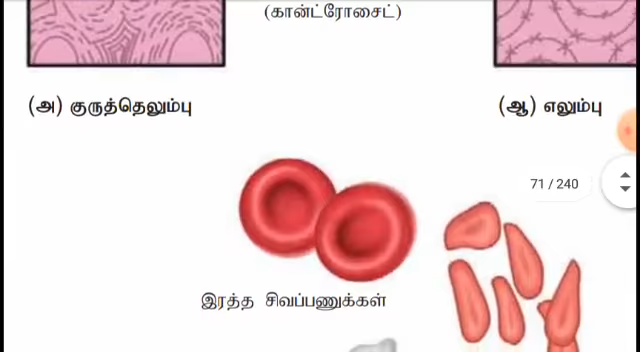 (கான்ட்ரோசைட்)
(அ) குருத்தெலும்பு
(ஆ) எலும்பு
71 / 240
இரத்த சிவப்பணுக்கள்